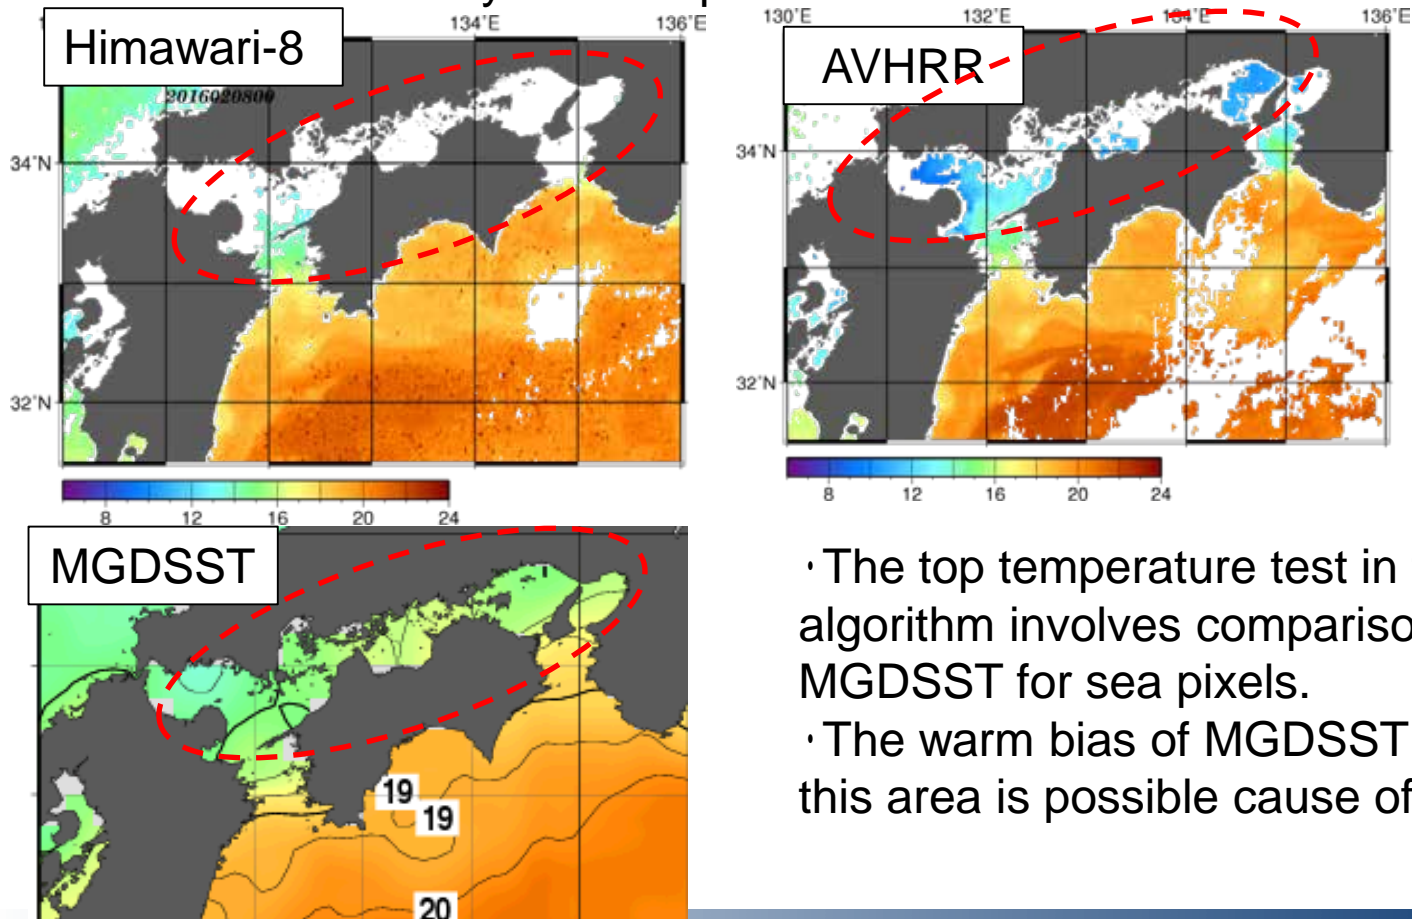 134°E
136°E
Himawari-8
2016020800
34°N
32°N
8 12 16 20 24
130°E 132°E 134°E 136°E
AVHRR
34°N
32°N
8 12 16 20 24
MGDSST
19
19
20
·The top temperature test in
algorithm involves compariso
MGDSST for sea pixels.
·The warm bias of MGDSST
this area is possible cause of